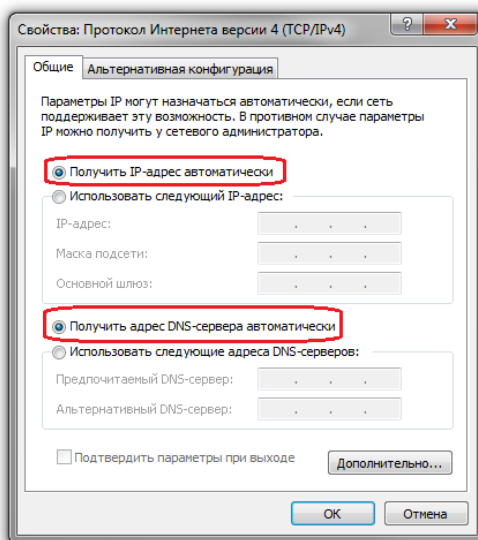 Свойства: Протокол Интернета версии 4 (TCP/IPv4)
Общие
Альтернативная конфигурация
Параметры IP могут назначаться автоматически, если сеть
поддерживает эту возможность. В противном случае параметры
IP можно получить у сетевого администратора.
Получить IP-адрес автоматически
Использовать следующий IP-адрес:
IP-адрес:
Маска подсети:
Основной шлюз:
Получить адрес DNS-сервера автоматически
Использовать следующие адреса DNS-серверов:
Предпочитаемый DNS-сервер:
Альтернативный DNS-сервер:
Подтвердить параметры при выходе
Дополнительно...
ОК
Отмена